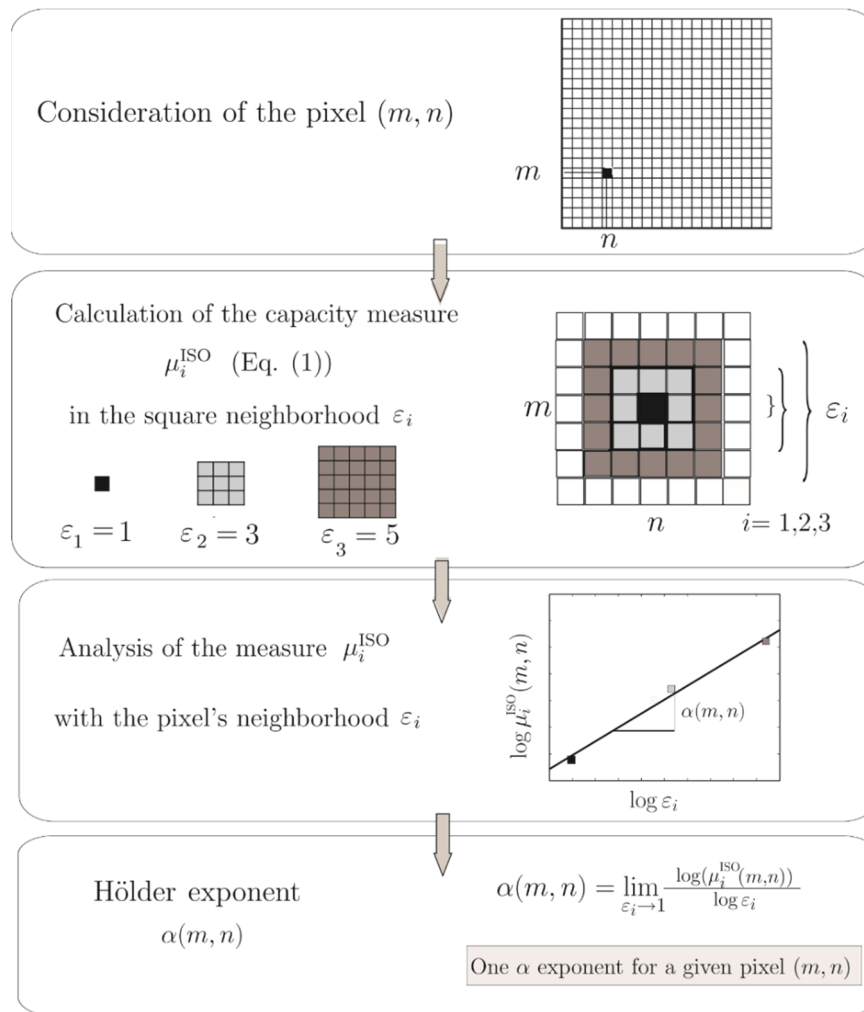 Consideration of the pixel (m, n)
m
n
Calculation of the capacity measure
μ_i^ISO (Eq. (1))
in the square neighborhood ε_i
ε_1 = 1
ε_2 = 3
ε_3 = 5
m
} } } ε_i
n
i= 1,2,3
Analysis of the measure μ_i^ISO
with the pixel's neighborhood ε_i
log μ_i^ISO(m, n)
α(m, n)
log ε_i
Hölder exponent
α(m, n)
α(m, n) = lim_{ε_i→1} log(μ_i^ISO(m,n)) / log ε_i
One α exponent for a given pixel (m, n)